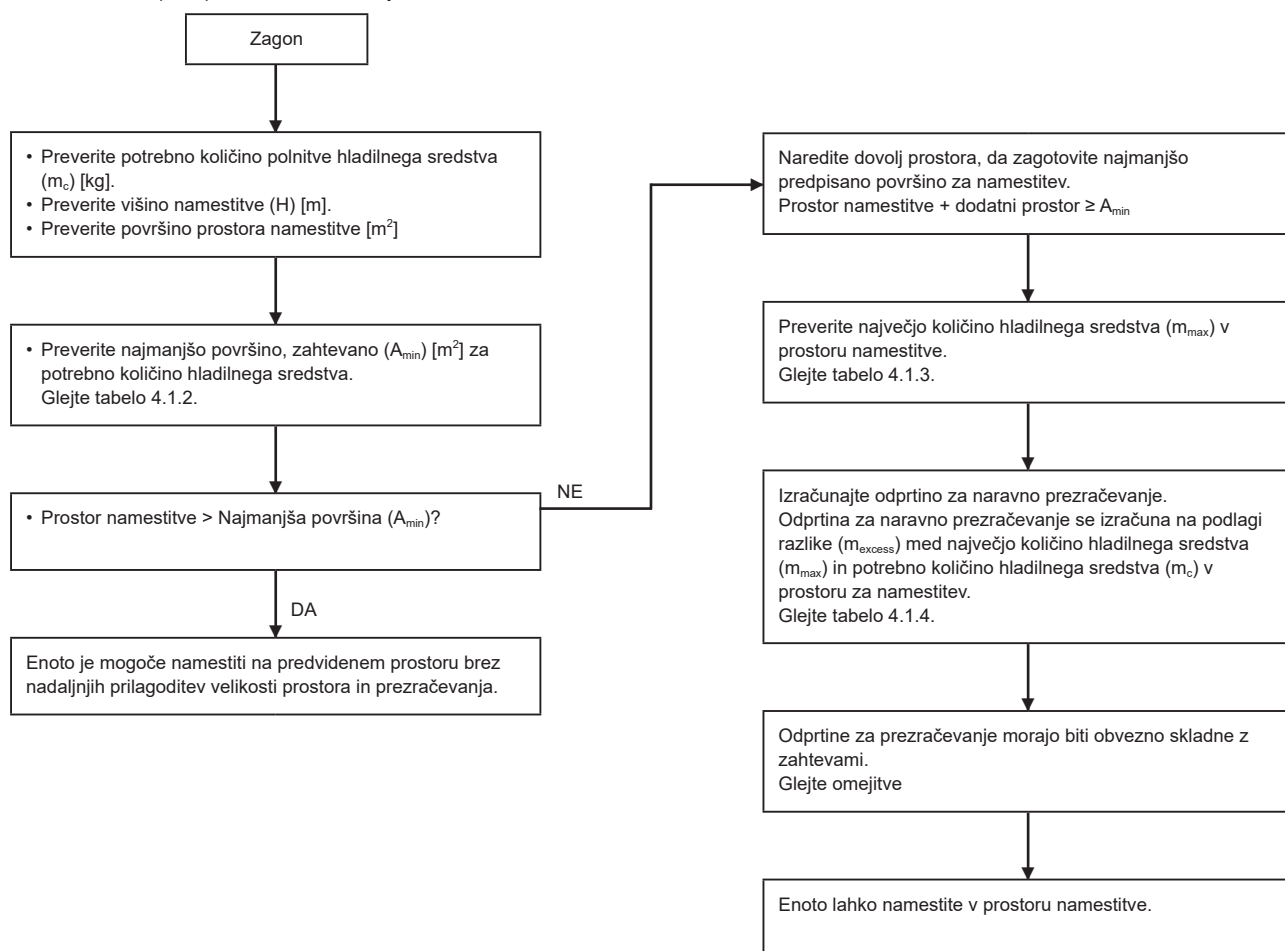 Zagon
• Preverite potrebno količino polnitve hladilnega sredstva
(mc) [kg].
• Preverite višino namestitve (H) [m].
• Preverite površino prostora namestitve [m²]
• Preverite najmanjšo površino, zahtevano (Amin) [m²] za
potrebno količino hladilnega sredstva.
Glejte tabelo 4.1.2.
• Prostor namestitve > Najmanjša površina (Amin)?
NE
DA
Enoto je mogoče namestiti na predvidenem prostoru brez
nadaljnjih prilagoditev velikosti prostora in prezračevanja.
Naredite dovolj prostora, da zagotovite najmanjšo
predpisano površino za namestitev.
Prostor namestitve + dodatni prostor ≥ Amin
Preverite največjo količino hladilnega sredstva (mmax) v
prostoru namestitve.
Glejte tabelo 4.1.3.
Izračunajte odprtino za naravno prezračevanje.
Odprtina za naravno prezračevanje se izračuna na podlagi
razlike (mexcess) med največjo količino hladilnega sredstva
(mmax) in potrebno količino hladilnega sredstva (mc) v
prostoru za namestitev.
Glejte tabelo 4.1.4.
Odprtine za prezračevanje morajo biti obvezno skladne z
zahtevami.
Glejte omejitve
Enoto lahko namestite v prostoru namestitve.